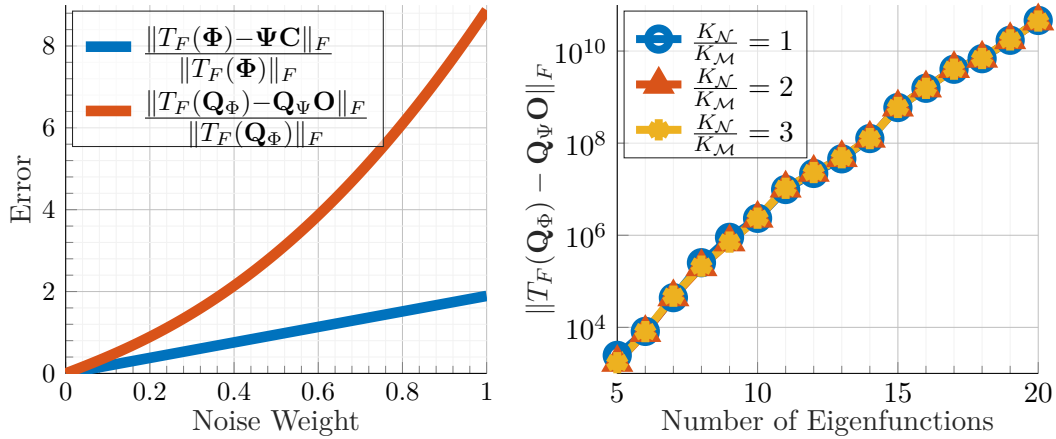 8
6
4
2
0
0
0.2
0.4
0.6
0.8
1
Error
Noise Weight
‖T_F(Φ)−ΨC‖_F / ‖T_F(Φ)‖_F
‖T_F(Q_Φ)−Q_ΨO‖_F / ‖T_F(Q_Φ)‖_F
10^10
10^8
10^6
10^4
5
10
15
20
‖T_F(Q_Φ) − Q_ΨO‖_F
Number of Eigenfunctions
K_𝒩/K_ℳ = 1
K_𝒩/K_ℳ = 2
K_𝒩/K_ℳ = 3